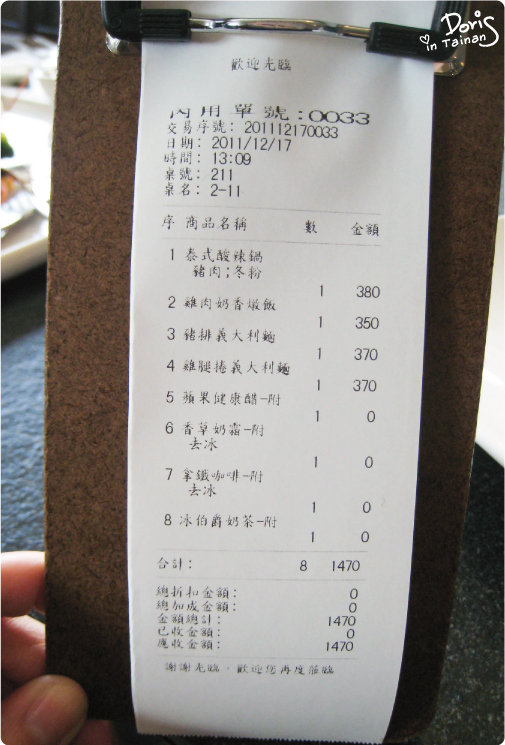 Doris
in Tainan
歡迎光臨
內用單號:0033
交易序號: 201112170033
日期: 2011/12/17
時間: 13:09
桌號: 211
桌名: 2-11
序 商品名稱 數 金額
1 泰式酸辣鍋
豬肉;冬粉
1 380
2 雞肉奶香燉飯
1 350
3 豬排義大利麵
1 370
4 雞腿捲義大利麵
1 370
5 蘋果健康醋-附
1 0
6 香草奶霜-附
去冰
1 0
7 拿鐵咖啡-附
去冰
1 0
8 冰伯爵奶茶-附
1 0
合計: 8 1470
總折扣金額: 0
總加成金額: 0
金額總計: 1470
已收金額: 0
應收金額: 1470
謝謝光臨,歡迎您再度蒞臨